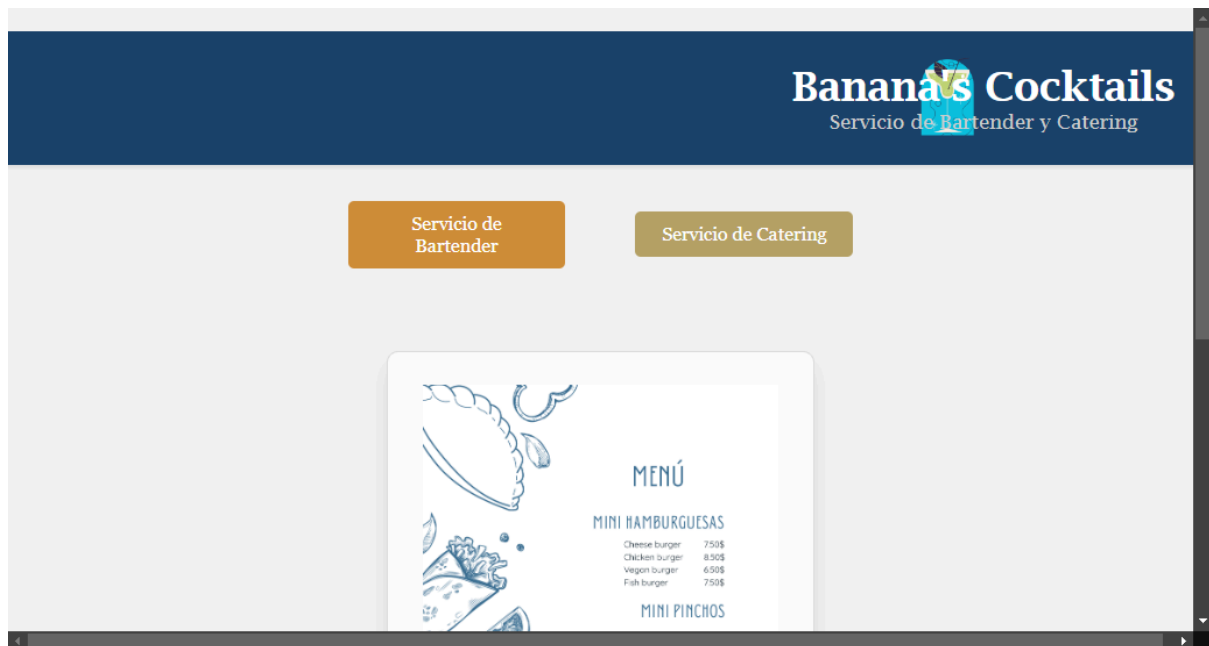 Banana's Cocktails
Servicio de Bartender y Catering
Servicio de
Bartender
Servicio de Catering
MENÚ
MINI HAMBURGUESAS
Cheese burger 7.50$
Chicken burger 8.50$
Vegan burger 6.50$
Fish burger 7.50$
MINI PINCHOS